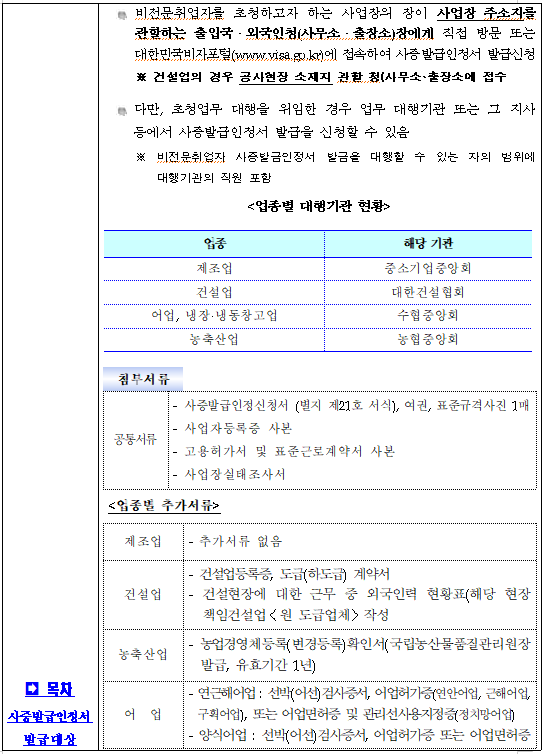 비전문취업자를 초청하고자 하는 사업장의 장이 사업장 주소지를
관할하는 출입국·외국인청(사무소·출장소)장에게 직접 방문 또는
대한민국비자포털(www.visa.go.kr)에 접속하여 사증발급인정서 발급신청
※ 건설업의 경우 공사현장 소재지 관할 청(사무소·출장소에 접수
다만, 초청업무 대행을 위임한 경우 업무 대행기관 또는 그 지사
등에서 사증발급인정서 발급을 신청할 수 있음
※ 비전문취업자 사증발급인정서 발급을 대행할 수 있는 자의 범위에
대행기관의 직원 포함
<업종별 대행기관 현황>
업종 해당 기관
제조업 중소기업중앙회
건설업 대한건설협회
어업, 냉장·냉동창고업 수협중앙회
농축산업 농협중앙회
첨부서류
공통서류
- 사증발급인정신청서 (별지 제21호 서식), 여권, 표준규격사진 1매
- 사업자등록증 사본
- 고용허가서 및 표준근로계약서 사본
- 사업장실태조사서
<업종별 추가서류>
제조업 - 추가서류 없음
건설업
- 건설업등록증, 도급(하도급) 계약서
- 건설현장에 대한 근무 중 외국인력 현황표(해당 현장
책임건설업<원 도급업체> 작성
농축산업
- 농업경영체등록(변경등록)확인서(국립농산물품질관리원장
발급, 유효기간 1년)
어 업
- 연근해어업 : 선박(어선)검사증서, 어업허가증(연안어업, 근해어업,
구획어업), 또는 어업면허증 및 관리선사용지정증(정치망어업)
- 양식어업 : 선박(어선)검사증서, 어업허가증 또는 어업면허증
목차
사증발급인정서
발급대상